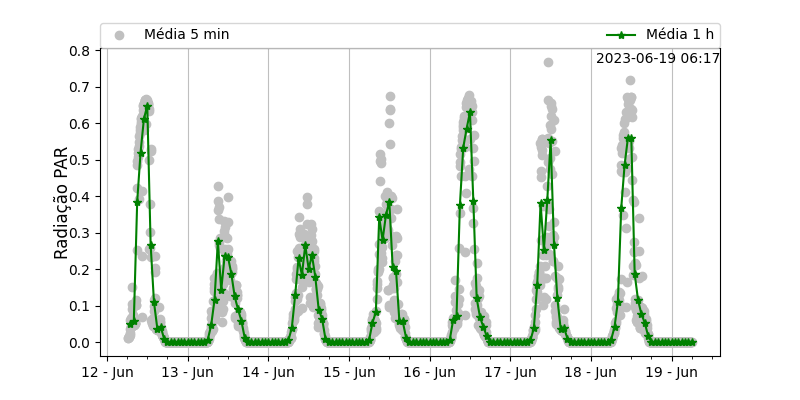 Média 5 min
Média 1 h
2023-06-19 06:17
Radiação PAR
0.8
0.7
0.6
0.5
0.4
0.3
0.2
0.1
0.0
12 - Jun
13 - Jun
14 - Jun
15 - Jun
16 - Jun
17 - Jun
18 - Jun
19 - Jun